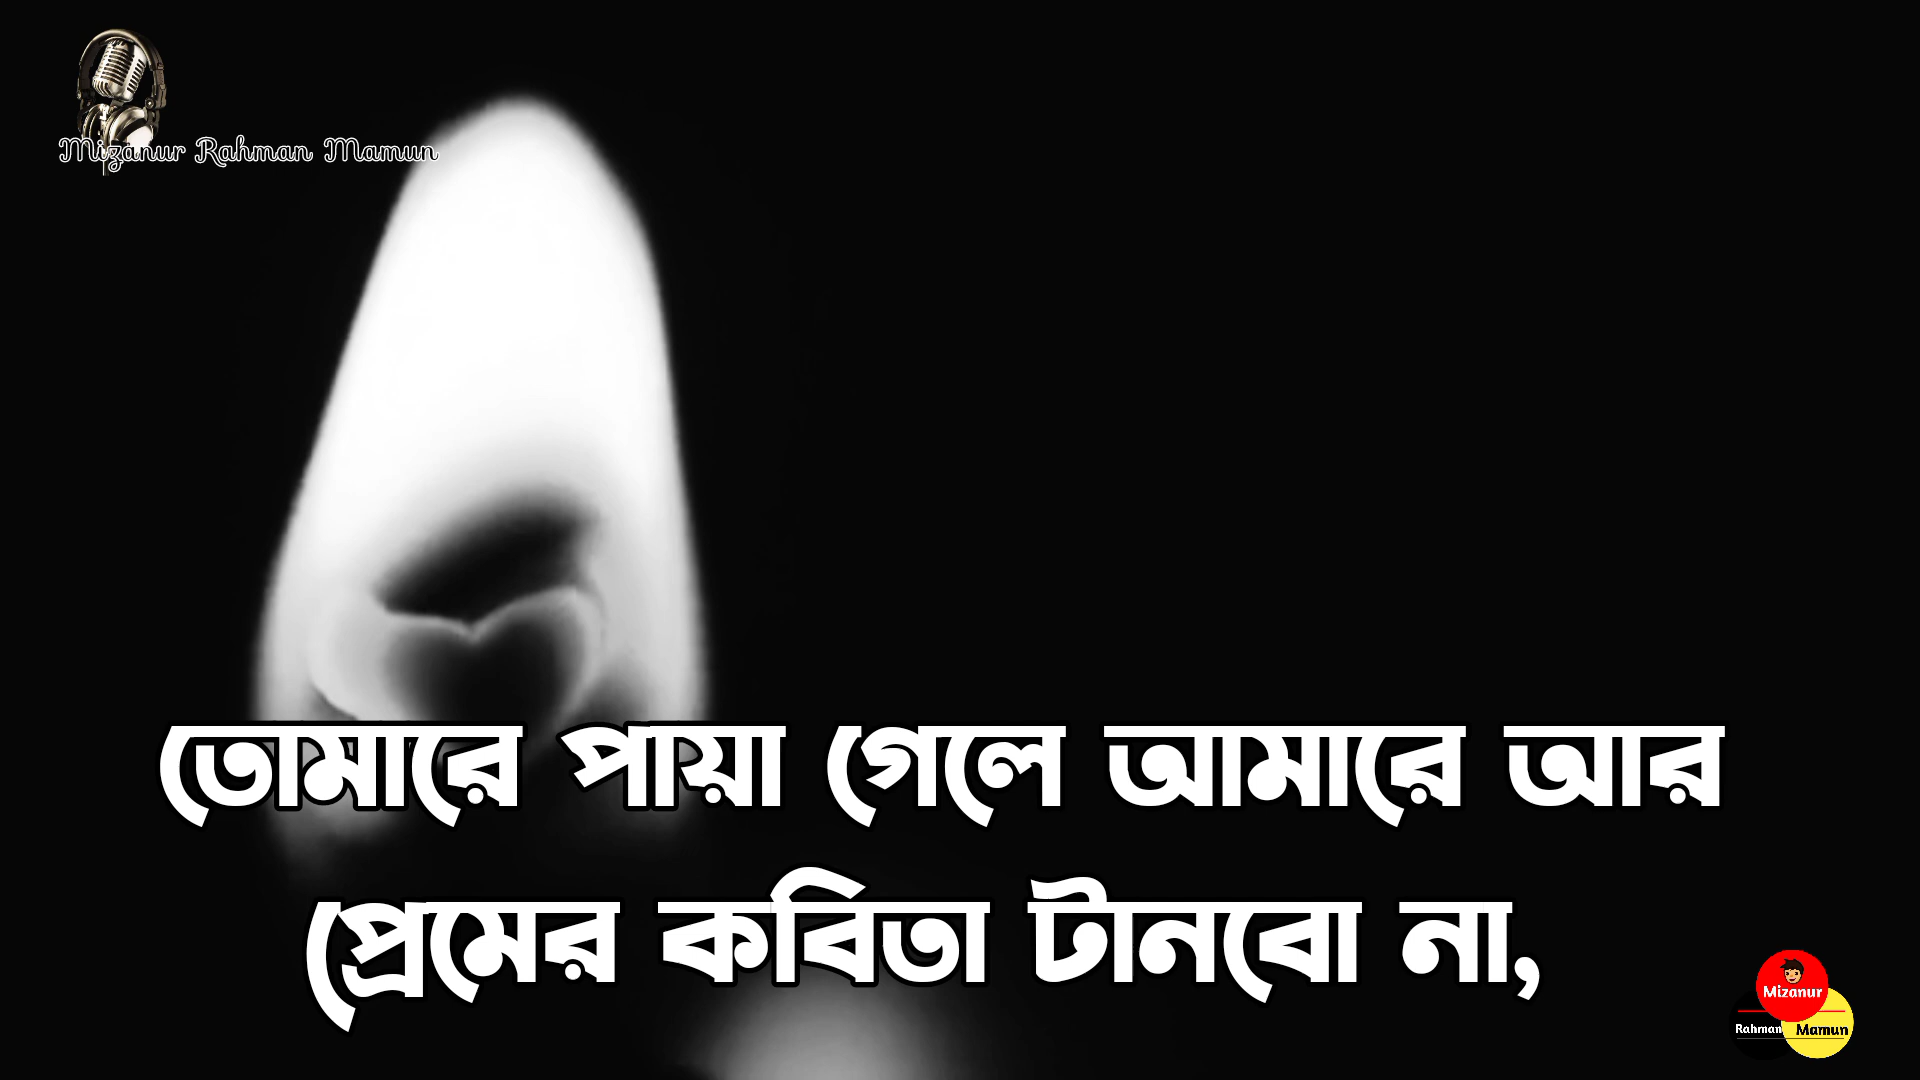 Mizanur Rahman Mamun
তোমারে পায়া গেলে আমারে আর
প্রেমের কবিতা টানবো না,
Mizanur
Rahman Mamun